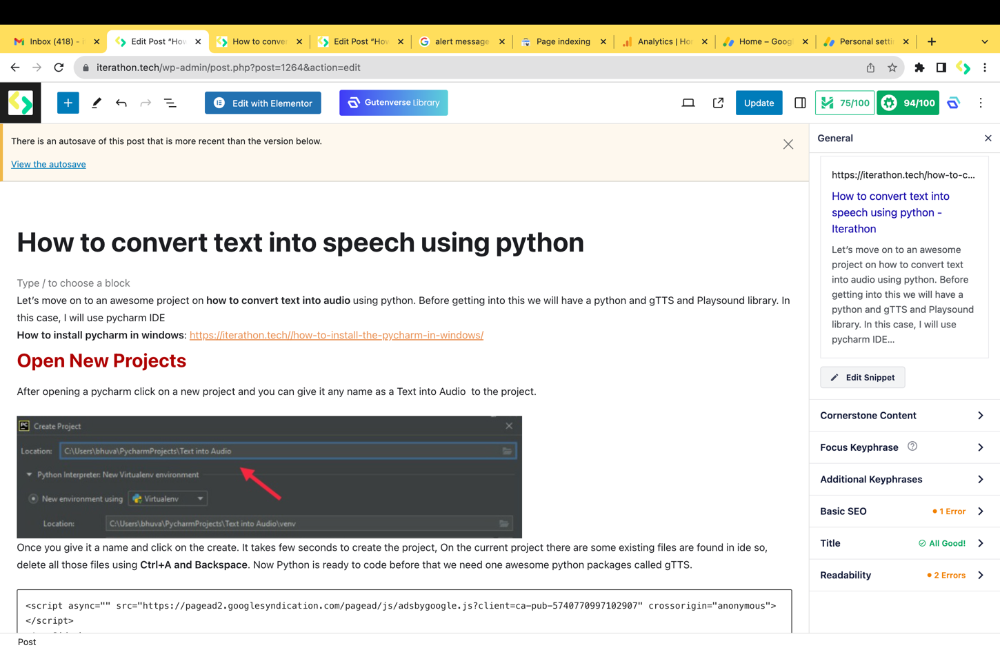 Inbox (418) -
Edit Post “How
How to conver
Edit Post “How
alert message
Page indexing
Analytics | Hor
Home – Googl
Personal setti
iterathon.tech/wp-admin/post.php?post=1264&action=edit
Edit with Elementor
Gutenverse Library
Update
75/100
94/100
There is an autosave of this post that is more recent than the version below.
View the autosave
How to convert text into speech using python
Type / to choose a block
Let’s move on to an awesome project on how to convert text into audio using python. Before getting into this we will have a python and gTTS and Playsound library. In
this case, I will use pycharm IDE
How to install pycharm in windows: https://iterathon.tech//how-to-install-the-pycharm-in-windows/
Open New Projects
After opening a pycharm click on a new project and you can give it any name as a Text into Audio to the project.
PC Create Project
Location: C:\Users\bhuva\PycharmProjects\Text into Audio
Python Interpreter: New Virtualenv environment
New environment using Virtualenv
Location: C:\Users\bhuva\PycharmProjects\Text into Audio\venv
Once you give it a name and click on the create. It takes few seconds to create the project, On the current project there are some existing files are found in ide so,
delete all those files using Ctrl+A and Backspace. Now Python is ready to code before that we need one awesome python packages called gTTS.
<script async="" src="https://pagead2.googlesyndication.com/pagead/js/adsbygoogle.js?client=ca-pub-5740770997102907" crossorigin="anonymous">
</script>
Post
General
https://iterathon.tech/how-to-c...
How to convert text into
speech using python -
Iterathon
Let’s move on to an awesome
project on how to convert text
into audio using python. Before
getting into this we will have a
python and gTTS and Playsound
library. In this case, I will use
pycharm IDE...
Edit Snippet
Cornerstone Content
Focus Keyphrase
Additional Keyphrases
Basic SEO 1 Error
Title All Good!
Readability 2 Errors